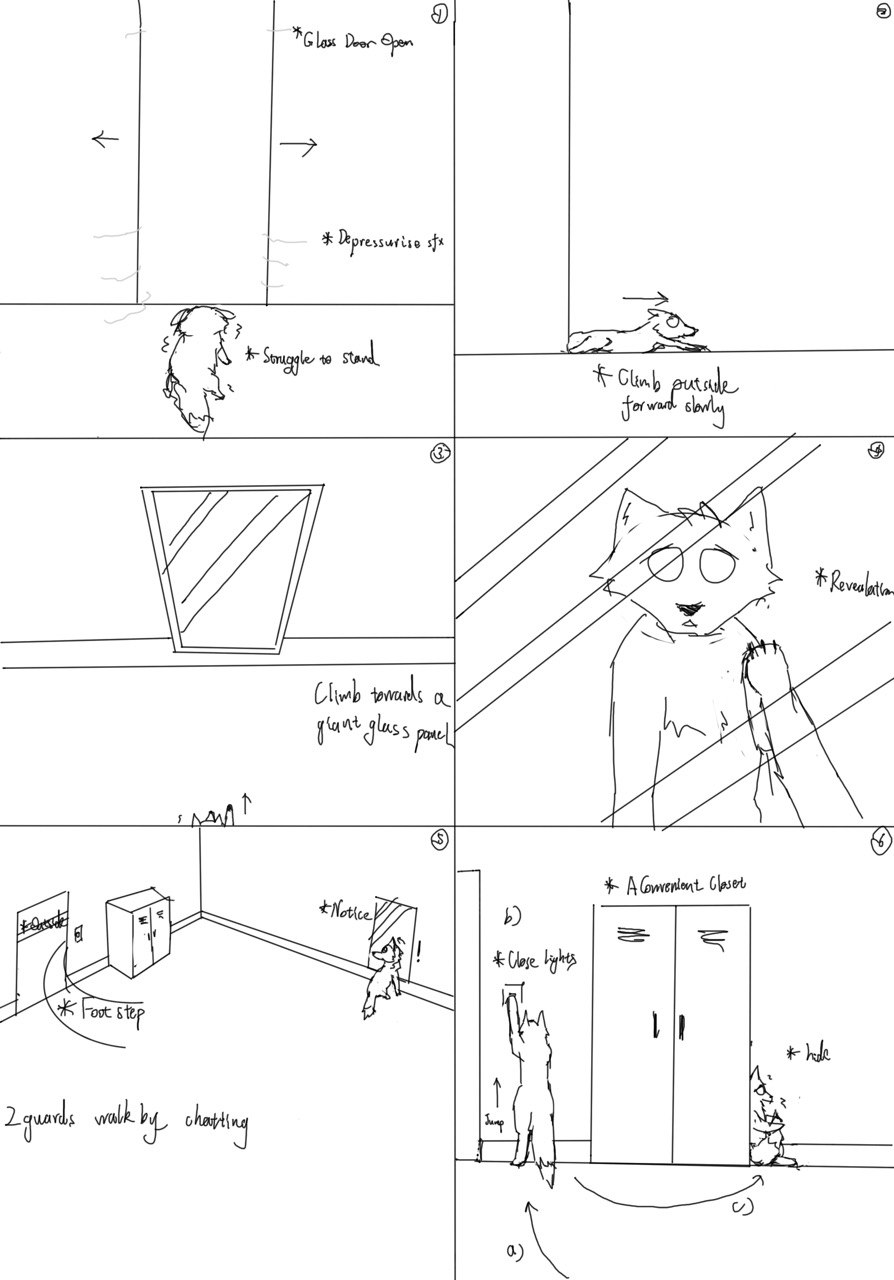 1
*Glass Door Open
* Depressurise sfx
* Struggle to stand
2
* Climb outside
forward slowly
3
Climb towards a
giant glass panel
4
*Revealation
5
*Outside
*Notice
!
* Foot step
2 guards walk by chatting
6
* A Convenient Closet
b)
* Close lights
* hide
Jump
c)
a)